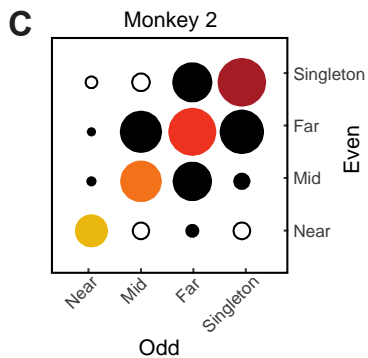 C
Monkey 2
Singleton
Far
Mid
Near
Even
Near
Mid
Far
Singleton
Odd